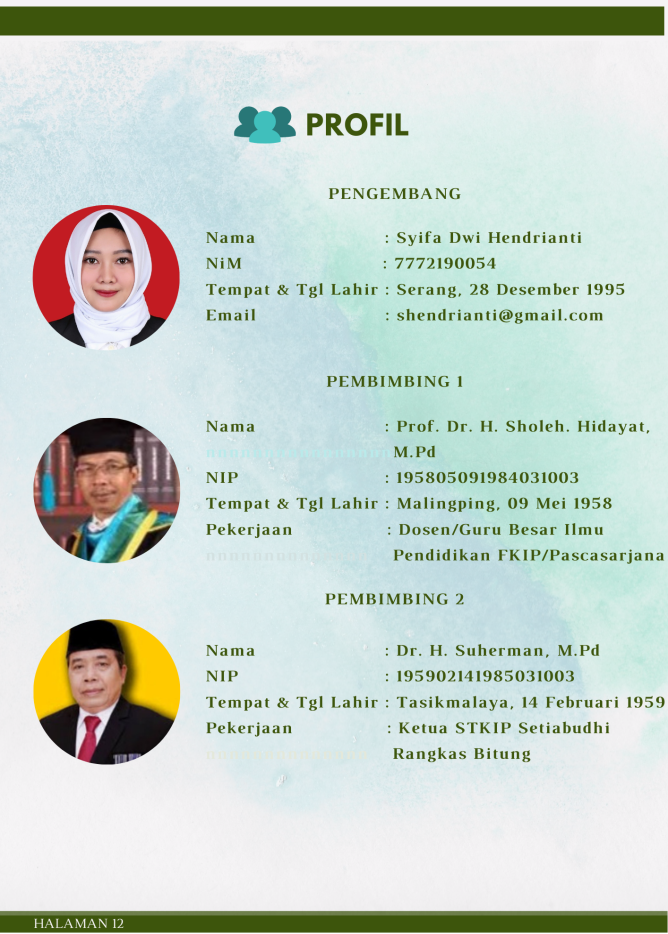 PROFIL
PENGEMBANG
Nama : Syifa Dwi Hendrianti
NiM : 7772190054
Tempat & Tgl Lahir : Serang, 28 Desember 1995
Email : shendrianti@gmail.com
PEMBIMBING 1
Nama : Prof. Dr. H. Sholeh. Hidayat,
M.Pd
NIP : 195805091984031003
Tempat & Tgl Lahir : Malingping, 09 Mei 1958
Pekerjaan : Dosen/Guru Besar Ilmu
Pendidikan FKIP/Pascasarjana
PEMBIMBING 2
Nama : Dr. H. Suherman, M.Pd
NIP : 195902141985031003
Tempat & Tgl Lahir : Tasikmalaya, 14 Februari 1959
Pekerjaan : Ketua STKIP Setiabudhi
Rangkas Bitung
HALAMAN 12